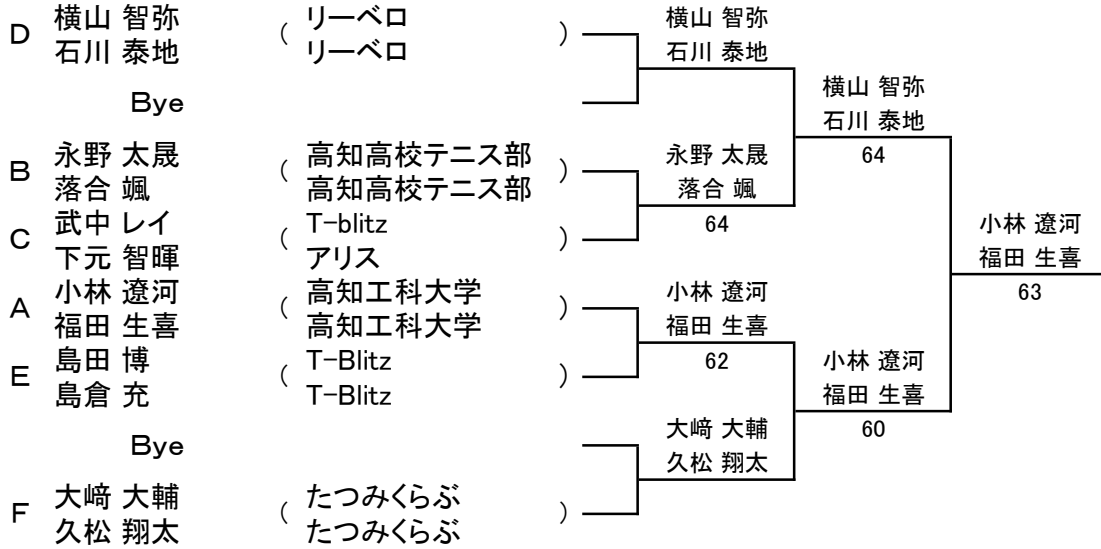 D 横山 智弥 ( リーベロ )
石川 泰地 リーベロ
Bye
B 永野 太晟 ( 高知高校テニス部 )
落合 颯 高知高校テニス部
C 武中 レイ ( T-blitz )
下元 智暉 アリス
A 小林 遼河 ( 高知工科大学 )
福田 生喜 高知工科大学
E 島田 博 ( T-Blitz )
島倉 充 T-Blitz
Bye
F 大﨑 大輔 ( たつみくらぶ )
久松 翔太 たつみくらぶ
横山 智弥
石川 泰地
永野 太晟
落合 颯
64
小林 遼河
福田 生喜
62
大﨑 大輔
久松 翔太
横山 智弥
石川 泰地
64
小林 遼河
福田 生喜
60
小林 遼河
福田 生喜
63